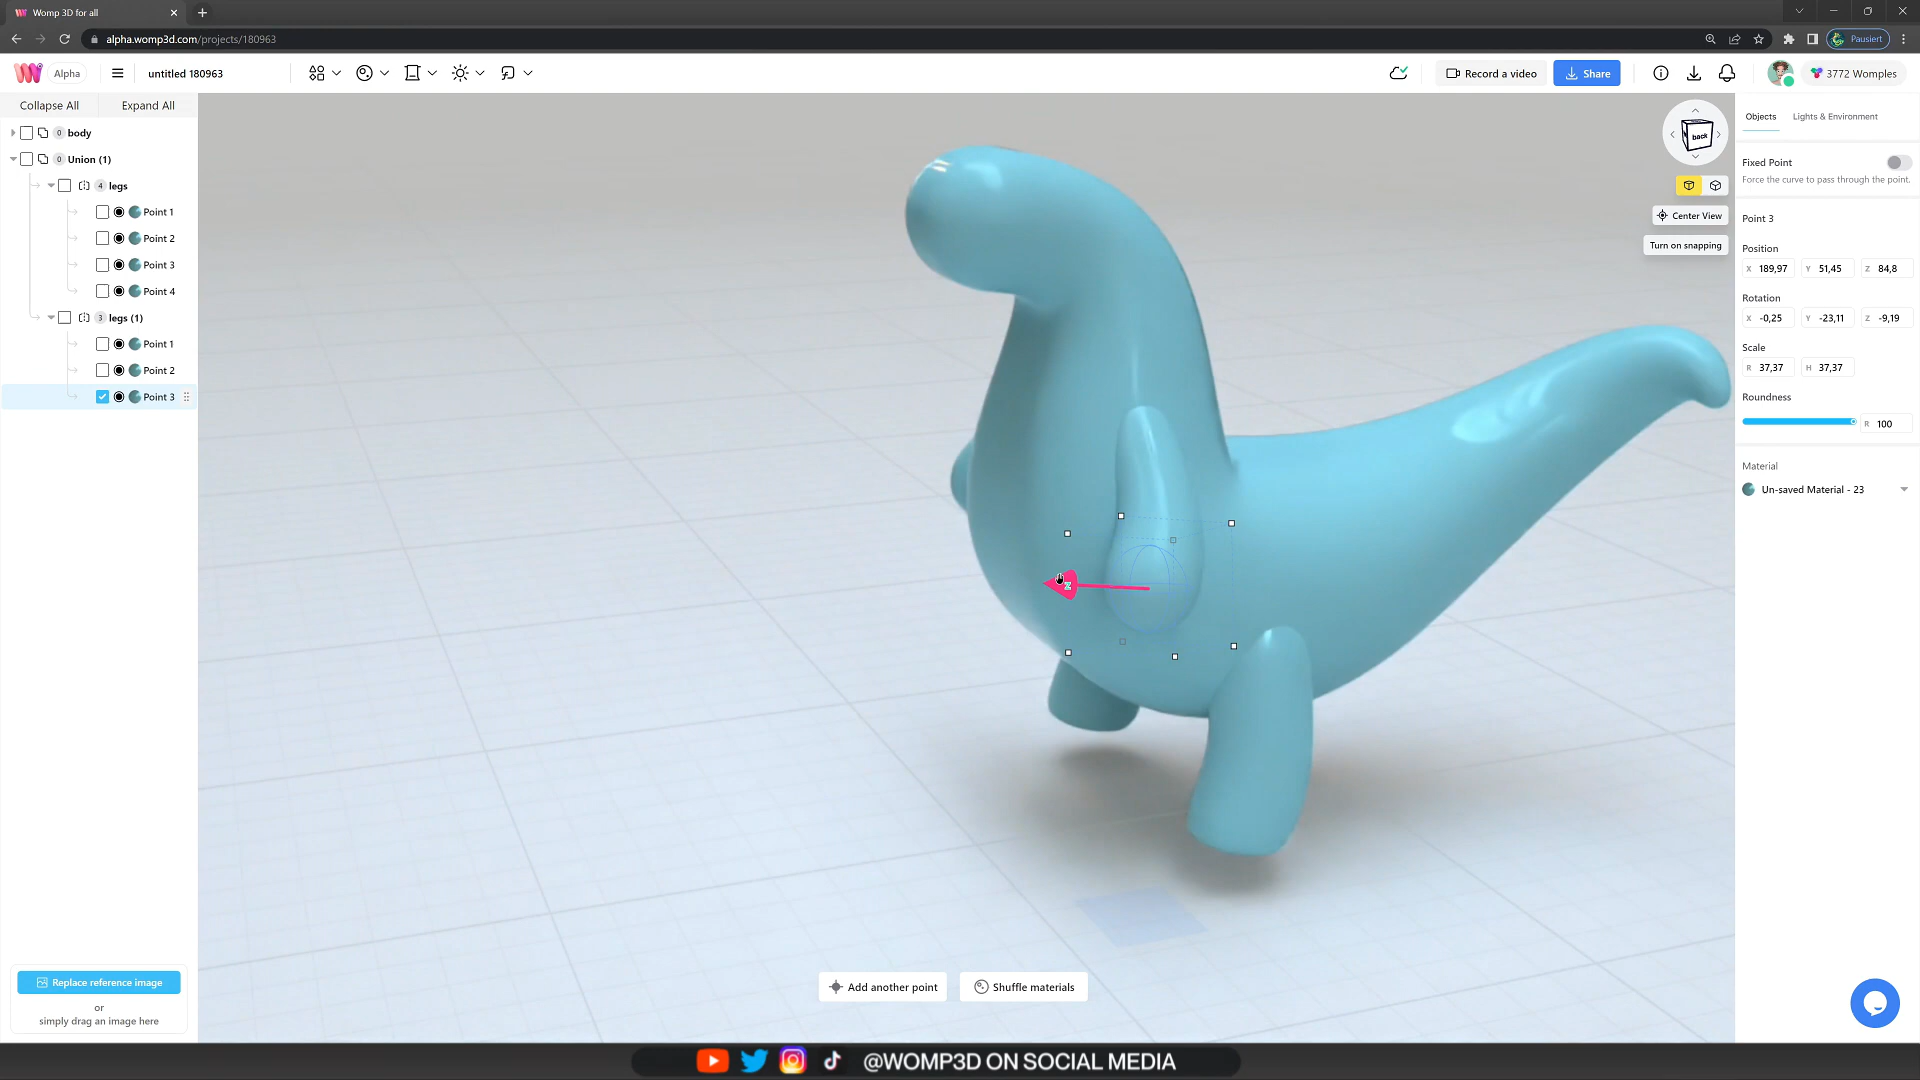 Womp 3D for all
alpha.womp3d.com/projects/180963
Pausiert
Alpha
untitled 180963
Record a video
Share
3772 Womples
Collapse All
Expand All
0 body
0 Union (1)
4 legs
Point 1
Point 2
Point 3
Point 4
3 legs (1)
Point 1
Point 2
Point 3
Replace reference image
or
simply drag an image here
back
Center View
Turn on snapping
Z
Add another point
Shuffle materials
Objects
Lights & Environment
Fixed Point
Force the curve to pass through the point.
Point 3
Position
X 189,97 Y 51,45 Z 84,8
Rotation
X -0,25 Y -23,11 Z -9,19
Scale
R 37,37 H 37,37
Roundness
R 100
Material
Un-saved Material - 23
@WOMP3D ON SOCIAL MEDIA